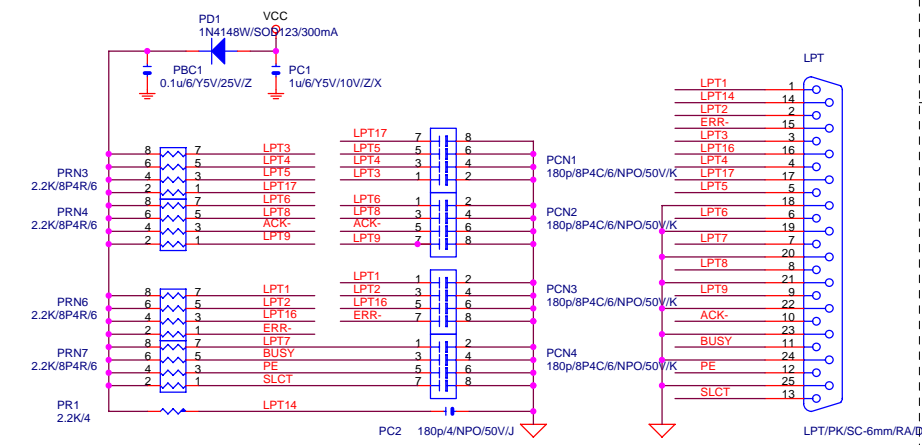 PD1
VCC
1N4148W/SOD123/300mA
PBC1
0.1u/6/Y5V/25V/Z
PC1
1u/6/Y5V/10V/Z/X
PRN3
2.2K/8P4R/6
8 7 LPT3
6 5 LPT4
4 3 LPT5
2 1 LPT17
PRN4
2.2K/8P4R/6
8 7 LPT6
6 5 LPT8
4 3 ACK-
2 1 LPT9
LPT17 7 8
LPT5 5 6
LPT4 3 4
LPT3 1 2
PCN1
180p/8P4C/6/NPO/50V/K
LPT6 1 2
LPT8 3 4
ACK- 5 6
LPT9 7 8
PCN2
180p/8P4C/6/NPO/50V/K
PRN6
2.2K/8P4R/6
8 7 LPT1
6 5 LPT2
4 3 LPT16
2 1 ERR-
PRN7
2.2K/8P4R/6
8 7 LPT7 1 2
6 5 BUSY 3 4
4 3 PE 5 6
2 1 SLCT 7 8
LPT1 1 2
LPT2 3 4
LPT16 5 6
ERR- 7 8
PCN3
180p/8P4C/6/NPO/50V/K
PCN4
180p/8P4C/6/NPO/50V/K
PR1
2.2K/4
LPT14
PC2 180p/4/NPO/50V/J
LPT
LPT1 1
LPT14 14
LPT2 2
ERR- 15
LPT3 3
LPT16 16
LPT4 4
LPT17 17
LPT5 5
18
LPT6 6
19
LPT7 7
20
LPT8 8
21
LPT9 9
22
ACK- 10
23
BUSY 11
24
PE 12
25
SLCT 13
LPT/PK/SC-6mm/RA/D